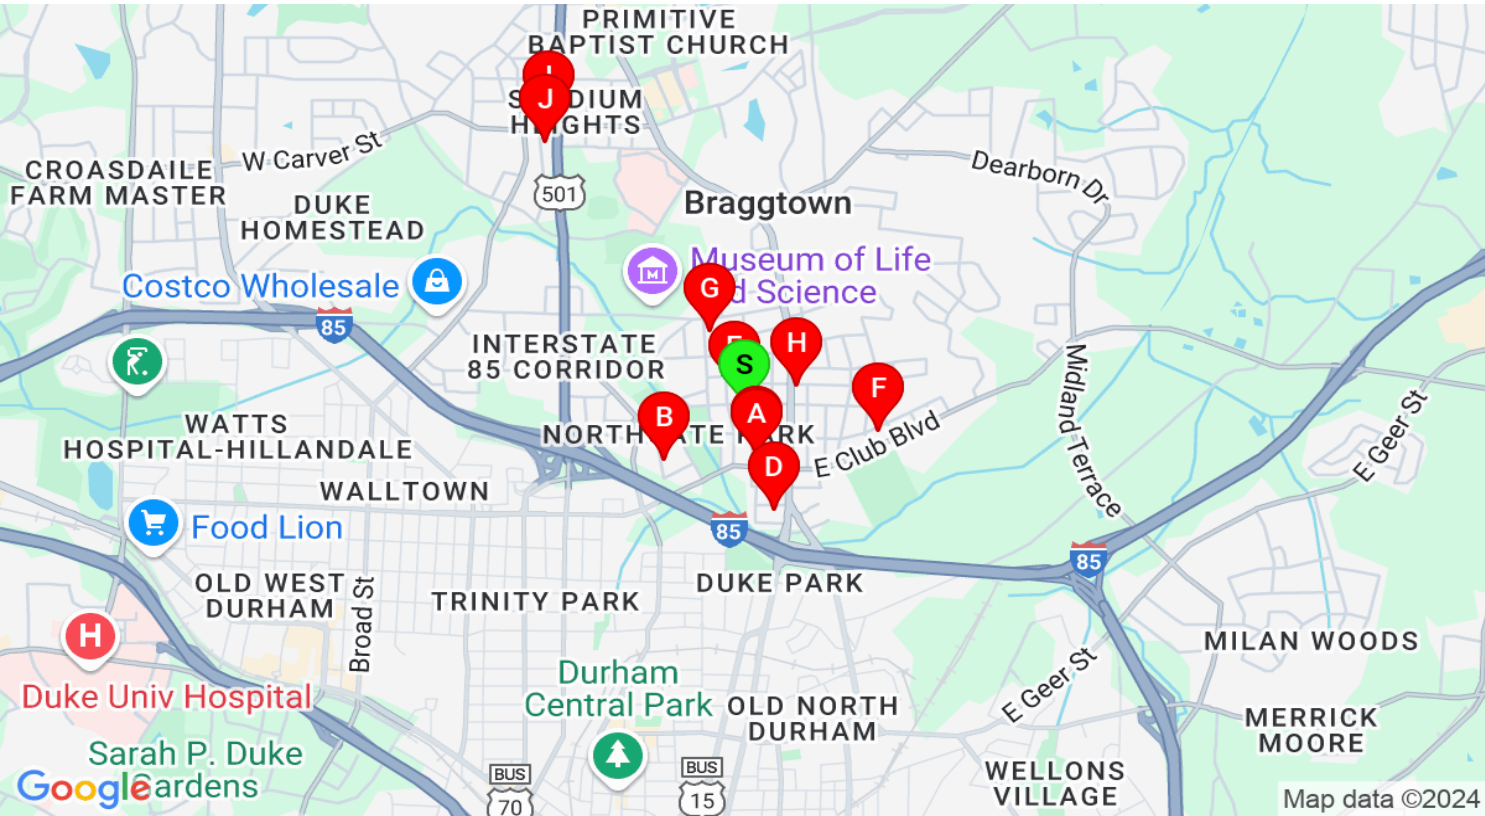 PRIMITIVE
BAPTIST CHURCH
J
HEIGHTS
W Carver St
CROASDAILE
FARM MASTER
Dearborn Dr
501
DUKE
HOMESTEAD
Braggtown
Museum of Life
Science
Costco Wholesale
G
85
INTERSTATE
85 CORRIDOR
H
S
F
B
A
WATTS
HOSPITAL-HILLANDALE
PARK
E Club Blvd
Midland Terrace
E Geer St
D
WALLTOWN
Food Lion
85
85
OLD WEST
DURHAM
Broad St
TRINITY PARK
DUKE PARK
H
Duke Univ Hospital
MILAN WOODS
E Geer St
Durham
Central Park
OLD NORTH
DURHAM
MERRICK
MOORE
Sarah P. Duke
Gardens
Google
BUS
70
BUS
15
WELLONS
VILLAGE
Map data ©2024